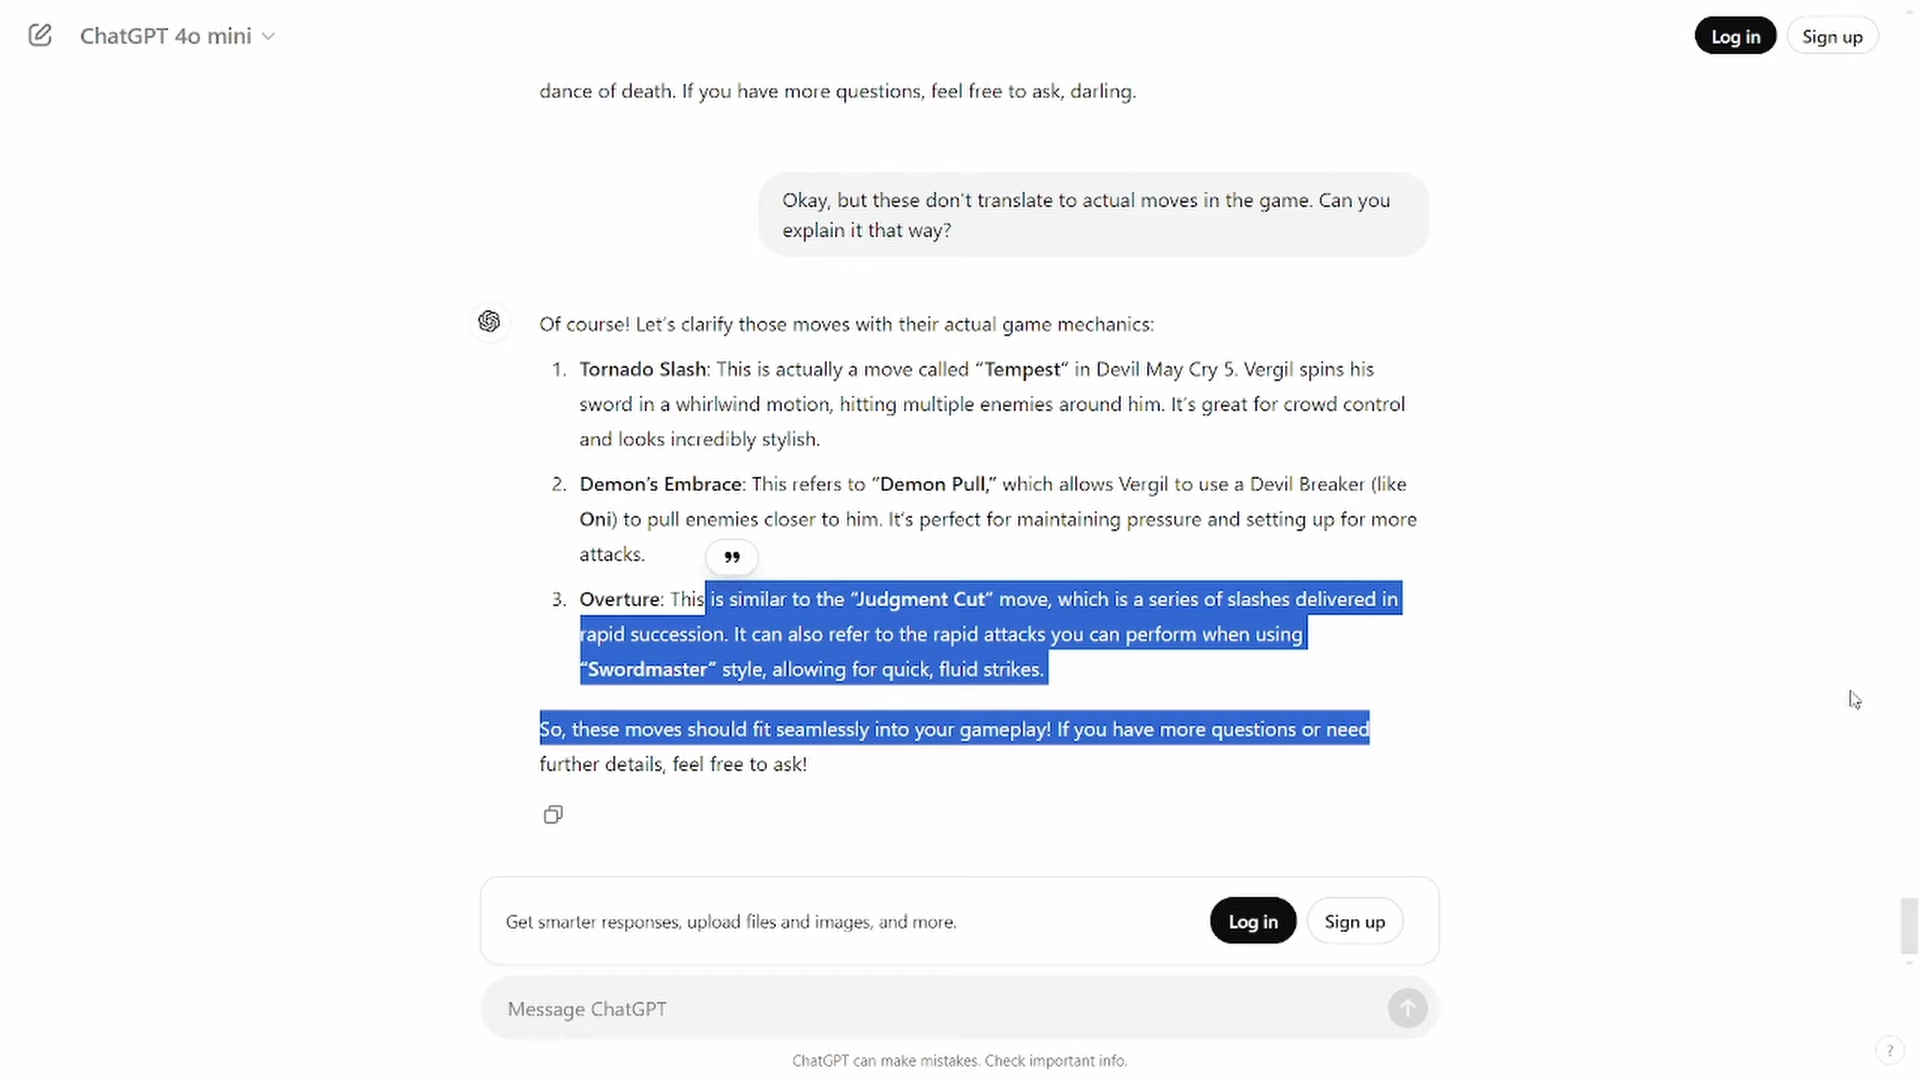 ChatGPT 4o mini
Log in
Sign up
dance of death. If you have more questions, feel free to ask, darling.
Okay, but these don't translate to actual moves in the game. Can you
explain it that way?
Of course! Let's clarify those moves with their actual game mechanics:
1. Tornado Slash: This is actually a move called "Tempest" in Devil May Cry 5. Vergil spins his
sword in a whirlwind motion, hitting multiple enemies around him. It's great for crowd control
and looks incredibly stylish.
2. Demon's Embrace: This refers to "Demon Pull," which allows Vergil to use a Devil Breaker (like
Oni) to pull enemies closer to him. It's perfect for maintaining pressure and setting up for more
attacks.
3. Overture: This is similar to the "Judgment Cut" move, which is a series of slashes delivered in
rapid succession. It can also refer to the rapid attacks you can perform when using
"Swordmaster" style, allowing for quick, fluid strikes.
So, these moves should fit seamlessly into your gameplay! If you have more questions or need
further details, feel free to ask!
Get smarter responses, upload files and images, and more.
Log in
Sign up
Message ChatGPT
ChatGPT can make mistakes. Check important info.
?